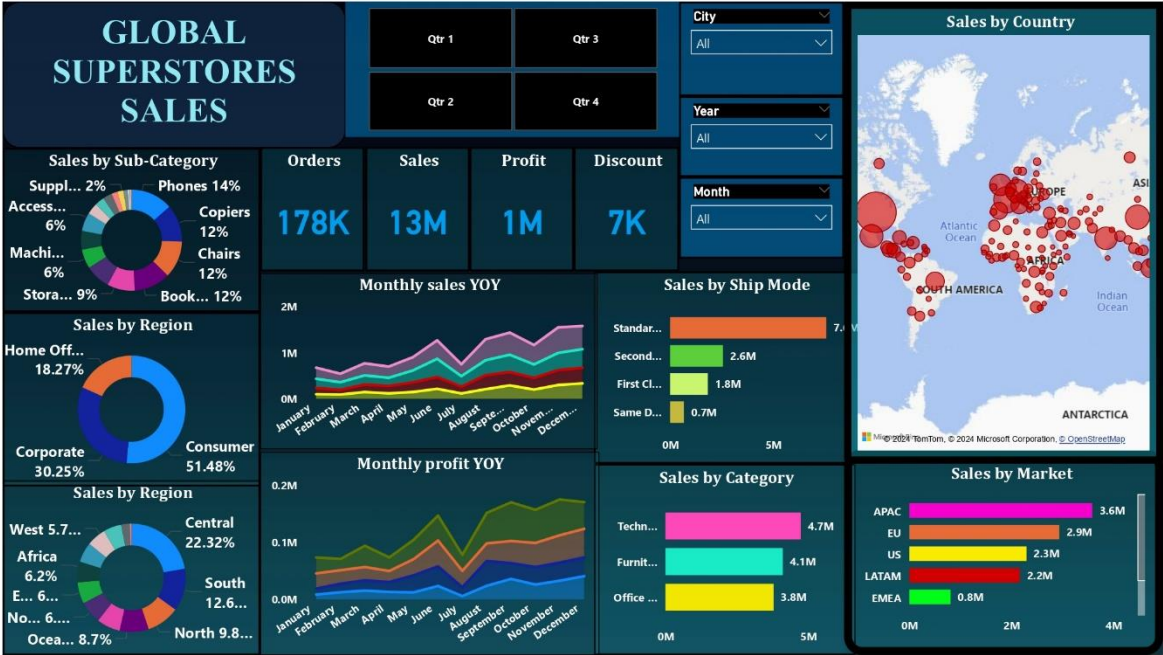 GLOBAL
SUPERSTORES
SALES
Qtr 1
Qtr 3
Qtr 2
Qtr 4
City
All
Year
All
Month
All
Sales by Country
EUROPE
ASI
Atlantic
Ocean
AFRICA
SOUTH AMERICA
Indian
Ocean
ANTARCTICA
© 2024 TomTom, © 2024 Microsoft Corporation, © OpenStreetMap
Sales by Sub-Category
Suppl... 2%
Phones 14%
Access...
6%
Copiers
12%
Machi...
6%
Chairs
12%
Stora... 9%
Book... 12%
Orders
178K
Sales
13M
Profit
1M
Discount
7K
Sales by Region
Home Off...
18.27%
Corporate
30.25%
Consumer
51.48%
Monthly sales YOY
2M
1M
0M
January
February
March
April
May
June
July
August
Septe...
October
Novem...
Decem...
Sales by Ship Mode
Standar...
Second...
2.6M
First Cl...
1.8M
Same D...
0.7M
0M
5M
Sales by Region
West 5.7...
Central
22.32%
Africa
6.2%
South
12.6...
E... 6...
No... 6....
North 9.8...
Ocea... 8.7%
Monthly profit YOY
0.2M
0.1M
0.0M
January
February
March
April
May
June
July
August
September
October
November
December
Sales by Category
Techn...
4.7M
Furnit...
4.1M
Office ...
3.8M
0M
5M
Sales by Market
APAC
3.6M
EU
2.9M
US
2.3M
LATAM
2.2M
EMEA
0.8M
0M
2M
4M